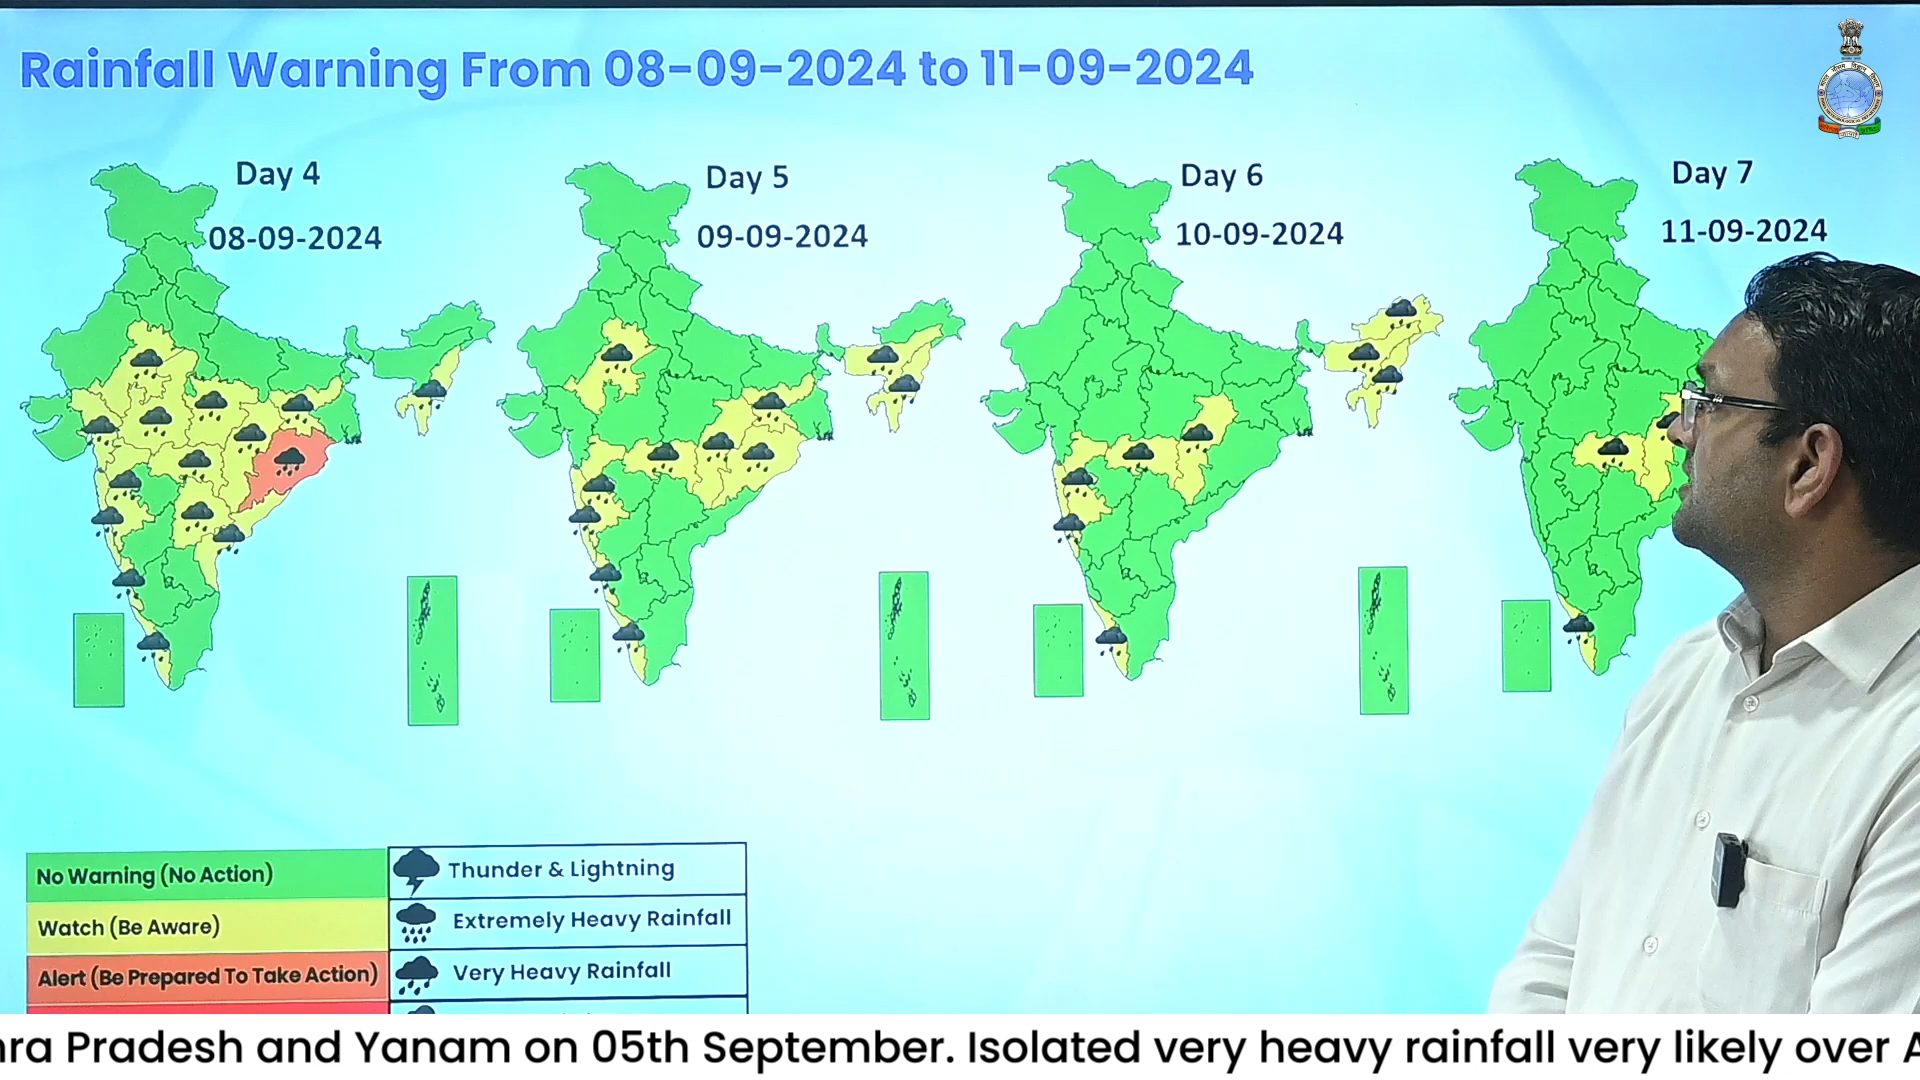 Rainfall Warning From 08-09-2024 to 11-09-2024
Day 4
08-09-2024
Day 5
09-09-2024
Day 6
10-09-2024
Day 7
11-09-2024
No Warning (No Action)
Thunder & Lightning
Watch (Be Aware)
Extremely Heavy Rainfall
Alert (Be Prepared To Take Action)
Very Heavy Rainfall
Pradesh and Yanam on 05th September. Isolated very heavy rainfall very likely over